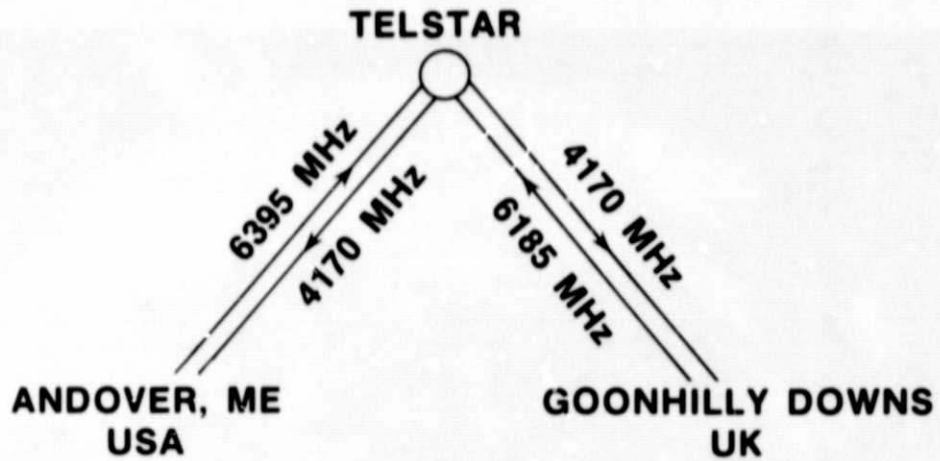 TELSTAR
6395 MHz
4170 MHz
4170 MHz
6185 MHz
ANDOVER, ME
USA
GOONHILLY DOWNS
UK